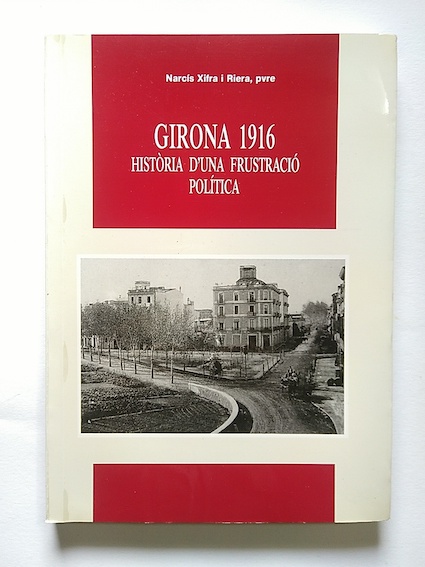 Narcís Xifra i Riera, pvre
GIRONA 1916
HISTÒRIA D'UNA FRUSTRACIÓ
POLÍTICA